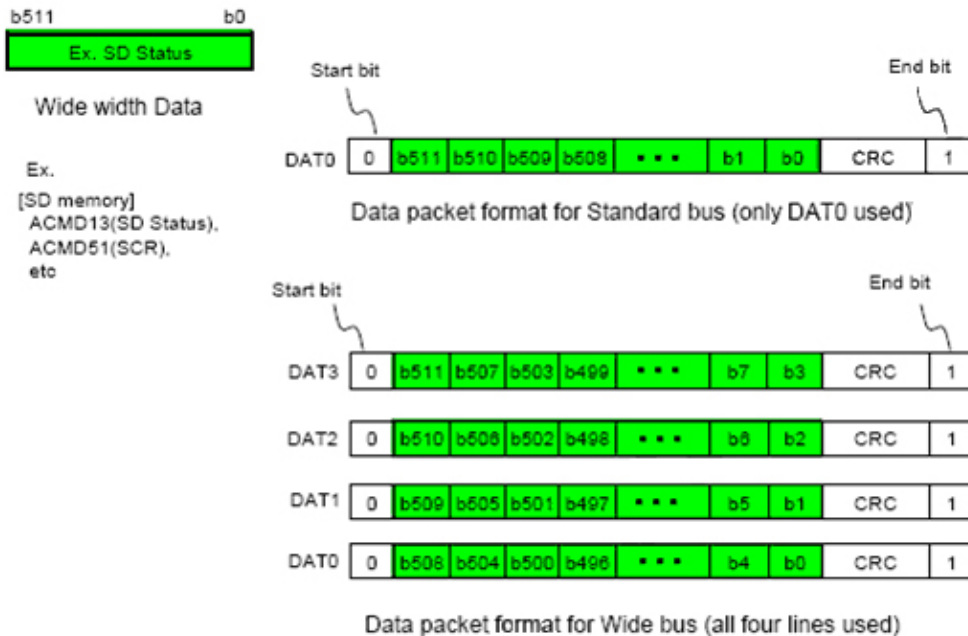 b511 b0
Ex. SD Status
Wide width Data
Ex.
[SD memory]
ACMD13(SD Status),
ACMD51(SCR),
etc
Start bit End bit
DAT0 0 b511 b510 b509 b508 ▪ ▪ ▪ b1 b0 CRC 1
Data packet format for Standard bus (only DAT0 used)
Start bit End bit
DAT3 0 b511 b507 b503 b499 ▪ ▪ ▪ b7 b3 CRC 1
DAT2 0 b510 b506 b502 b498 ▪ ▪ ▪ b6 b2 CRC 1
DAT1 0 b509 b505 b501 b497 ▪ ▪ ▪ b5 b1 CRC 1
DAT0 0 b508 b504 b500 b496 ▪ ▪ ▪ b4 b0 CRC 1
Data packet format for Wide bus (all four lines used)